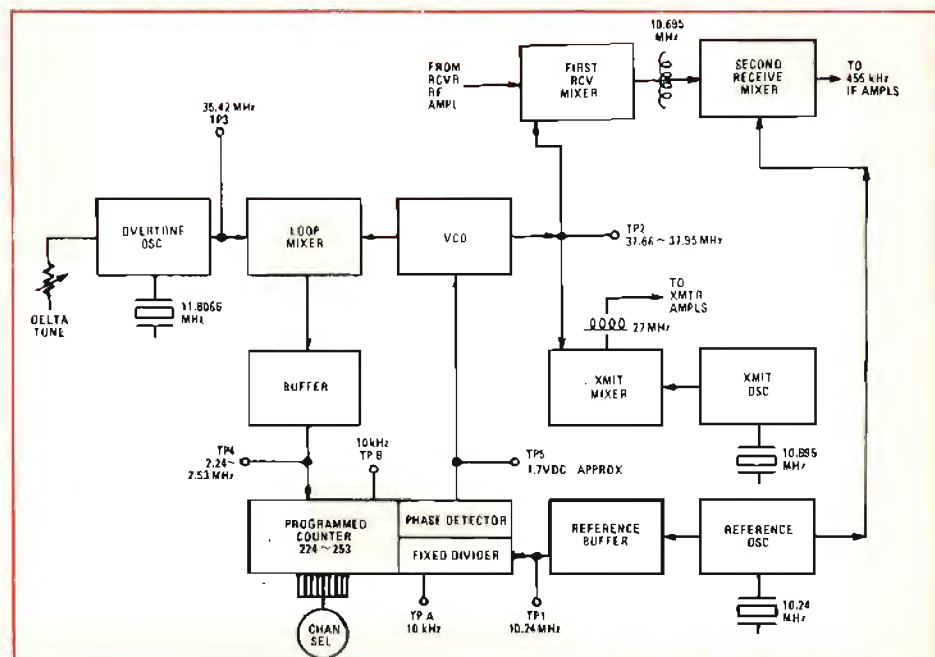 10.695
MHz
FROM
RCVR
RF
AMPL
FIRST
RCV
MIXER
SECOND
RECEIVE
MIXER
TO
455 kHz
IF AMPLS
35.42 MHz
TP3
OVERTONE
OSC
LOOP
MIXER
VCO
TP2
37.66 ~ 37.95 MHz
DELTA
TUNE
11.8066
MHz
TO
XMTR
AMPLS
27 MHz
BUFFER
XMIT
MIXER
XMIT
OSC
10.695
MHz
TP4
2.24 ~
2.53 MHz
10 kHz
TP B
TP5
1.7VDC APPROX
PROGRAMMED
COUNTER
224 ~ 253
PHASE DETECTOR
FIXED DIVIDER
REFERENCE
BUFFER
REFERENCE
OSC
CHAN
SEL
TP A
10 kHz
TP1
10.24 MHz
10.24
MHz